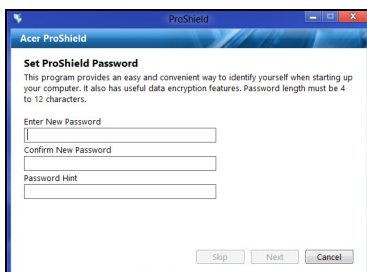 ProShield
Acer ProShield
Set ProShield Password
This program provides an easy and convenient way to identify yourself when starting up
your computer. It also has useful data encryption features. Password length must be 4
to 12 characters.
Enter New Password
Confirm New Password
Password Hint
Skip Next Cancel